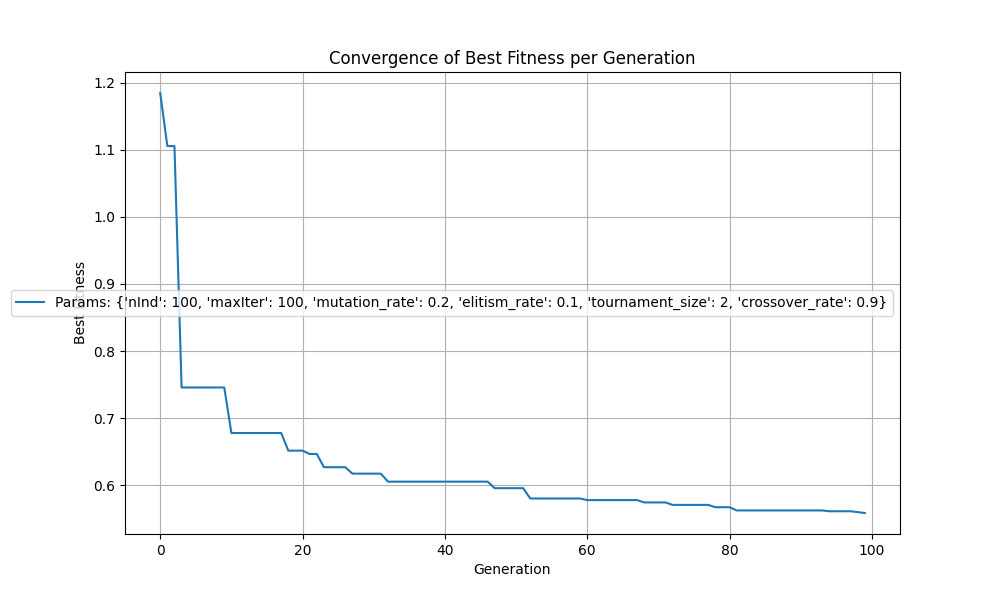 Convergence of Best Fitness per Generation
1.2
1.1
1.0
0.9
0.8
0.7
0.6
Best
ness
Params: {'nInd': 100, 'maxIter': 100, 'mutation_rate': 0.2, 'elitism_rate': 0.1, 'tournament_size': 2, 'crossover_rate': 0.9}
0
20
40
60
80
100
Generation